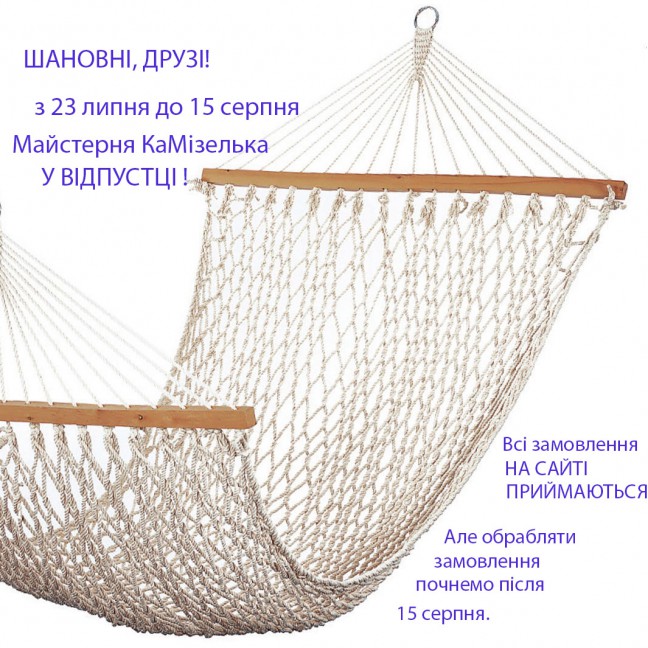 ШАНОВНІ, ДРУЗІ!
з 23 липня до 15 серпня
Майстерня КаМізелька
У ВІДПУСТЦІ !
Всі замовлення
НА САЙТІ
ПРИЙМАЮТЬСЯ
Але обрабляти
замовлення
почнемо після
15 серпня.